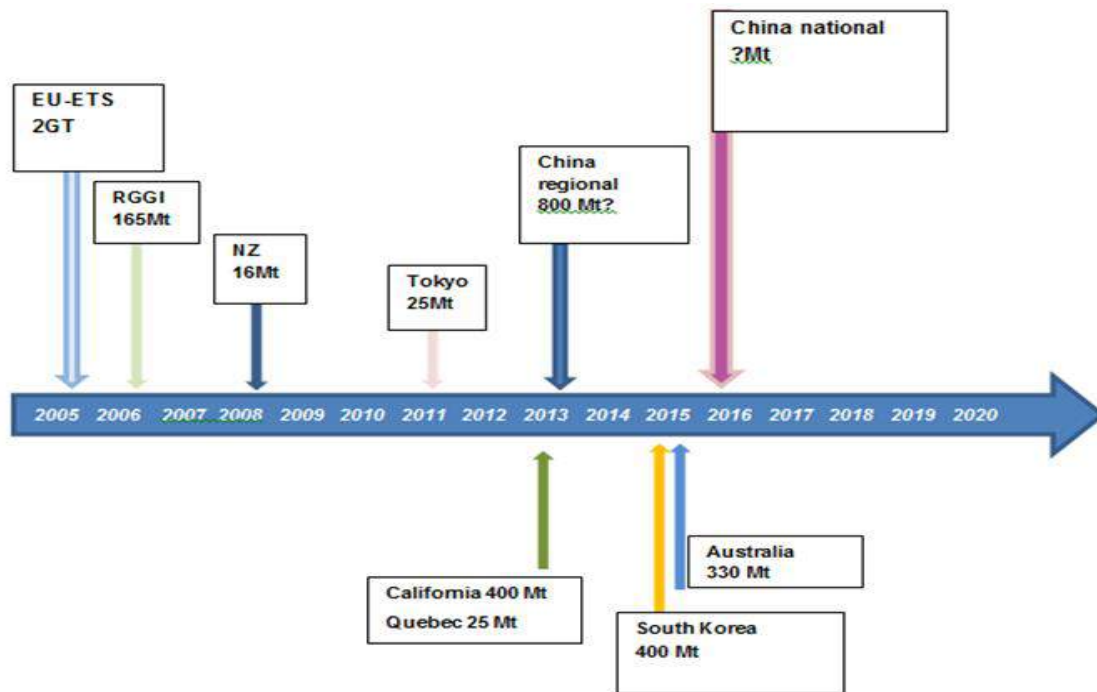 China national
?Mt
EU-ETS
2GT
China
regional
800 Mt?
RGGI
165Mt
NZ
16Mt
Tokyo
25Mt
2005 2006 2007 2008 2009 2010 2011 2012 2013 2014 2015 2016 2017 2018 2019 2020
Australia
330 Mt
California 400 Mt
Quebec 25 Mt
South Korea
400 Mt